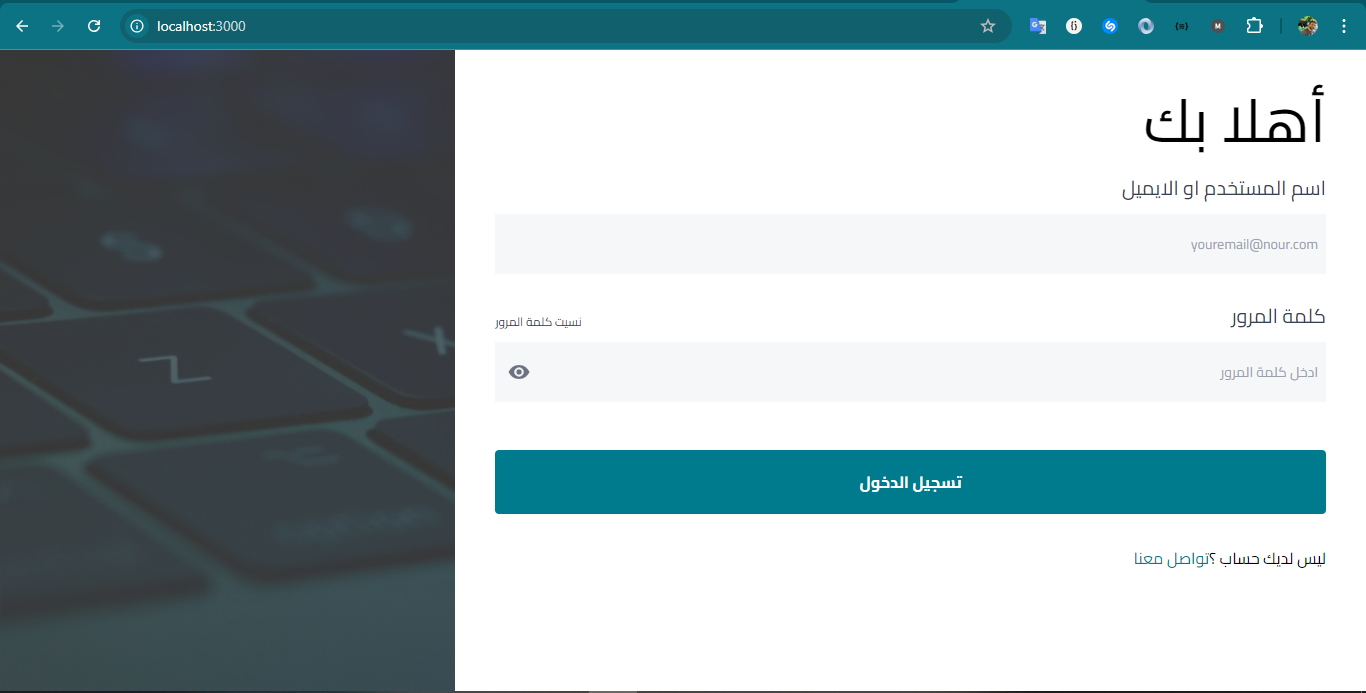 localhost:3000
أهلا بك
اسم المستخدم او الايميل
youremail@nour.com
كلمة المرور
نسيت كلمة المرور
ادخل كلمة المرور
تسجيل الدخول
ليس لديك حساب ؟تواصل معنا
Z
X